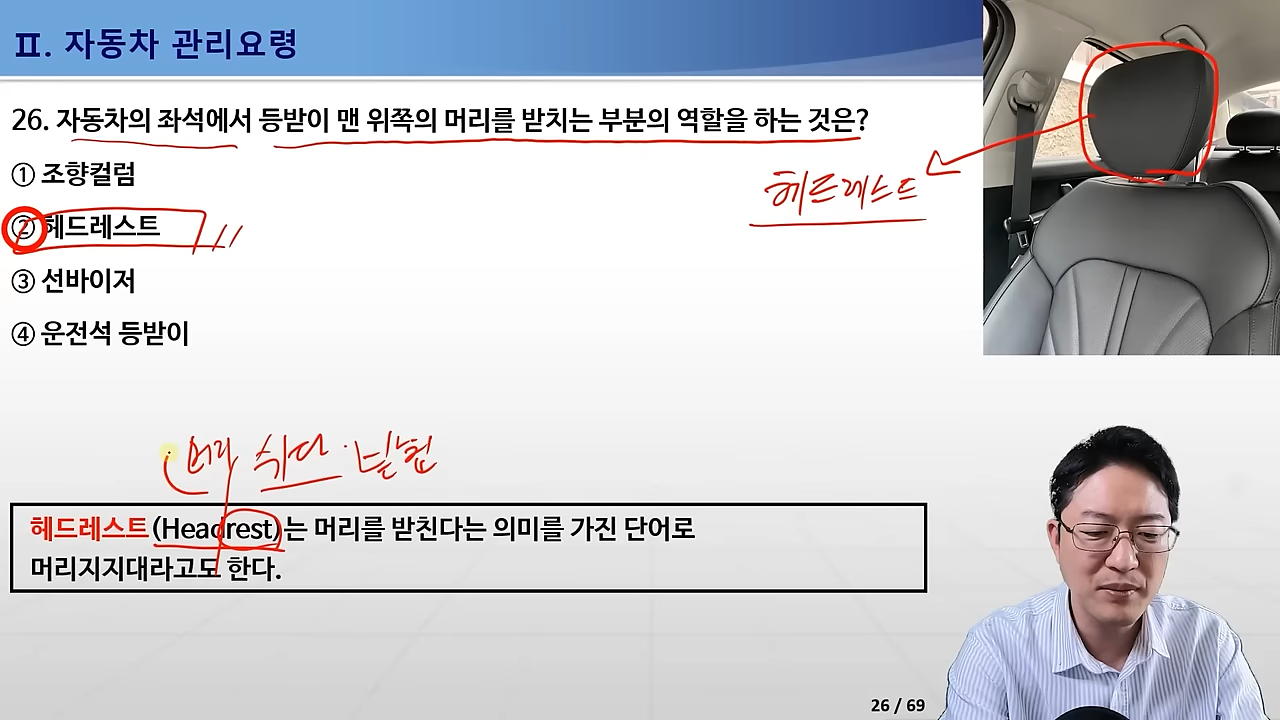 Ⅱ. 자동차 관리요령
26. 자동차의 좌석에서 등받이 맨 위쪽의 머리를 받치는 부분의 역할을 하는 것은?
① 조향컬럼
헤드레스트
② 헤드레스트
③ 선바이저
④ 운전석 등받이
머리 쉬다
헤드레스트(Headrest)는 머리를 받친다는 의미를 가진 단어로
머리지지대라고도 한다.
26 / 69